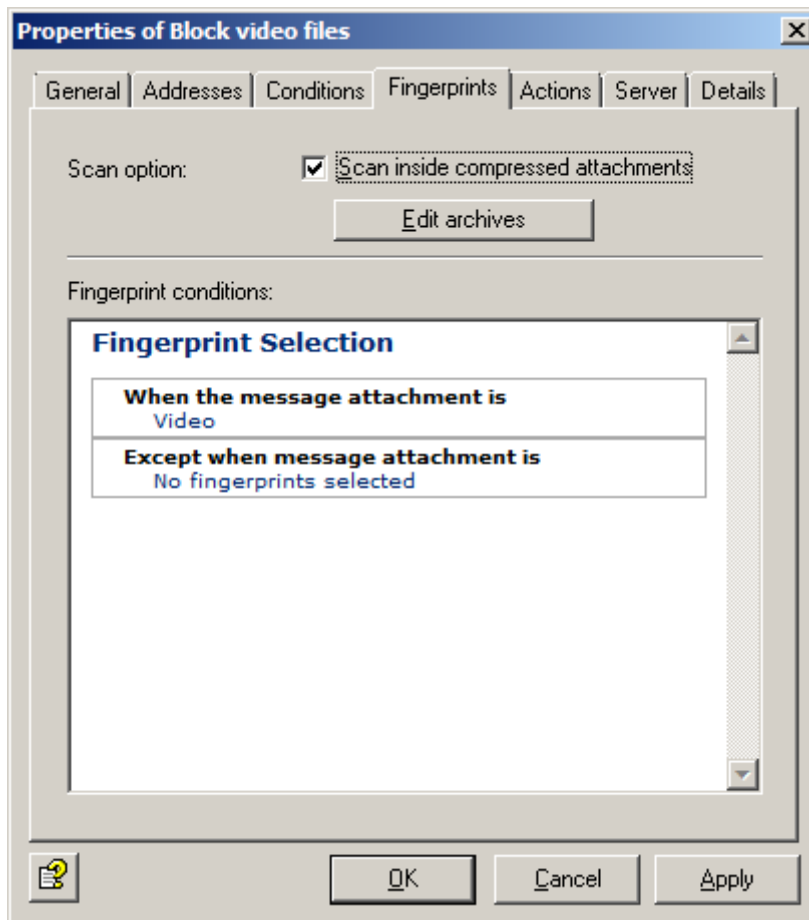 Properties of Block video files
General Addresses Conditions Fingerprints Actions Server Details
Scan option: Scan inside compressed attachments
Edit archives
Fingerprint conditions:
Fingerprint Selection
When the message attachment is
Video
Except when message attachment is
No fingerprints selected
OK Cancel Apply